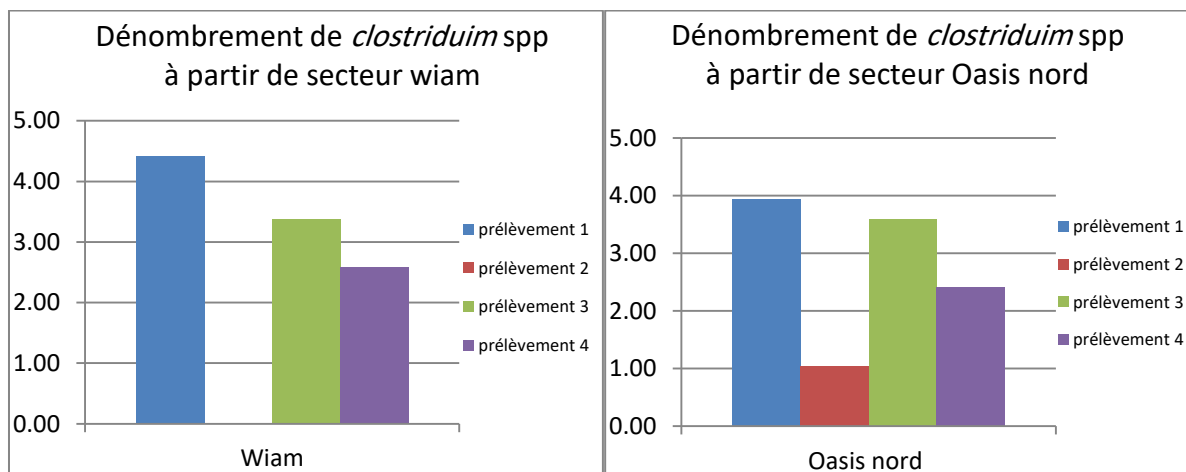 Dénombrement de clostriduim spp
à partir de secteur wiam
5.00
4.00
3.00
2.00
1.00
0.00
Wiam
prélèvement 1
prélèvement 2
prélèvement 3
prélèvement 4
Dénombrement de clostriduim spp
à partir de secteur Oasis nord
5.00
4.00
3.00
2.00
1.00
0.00
Oasis nord
prélèvement 1
prélèvement 2
prélèvement 3
prélèvement 4